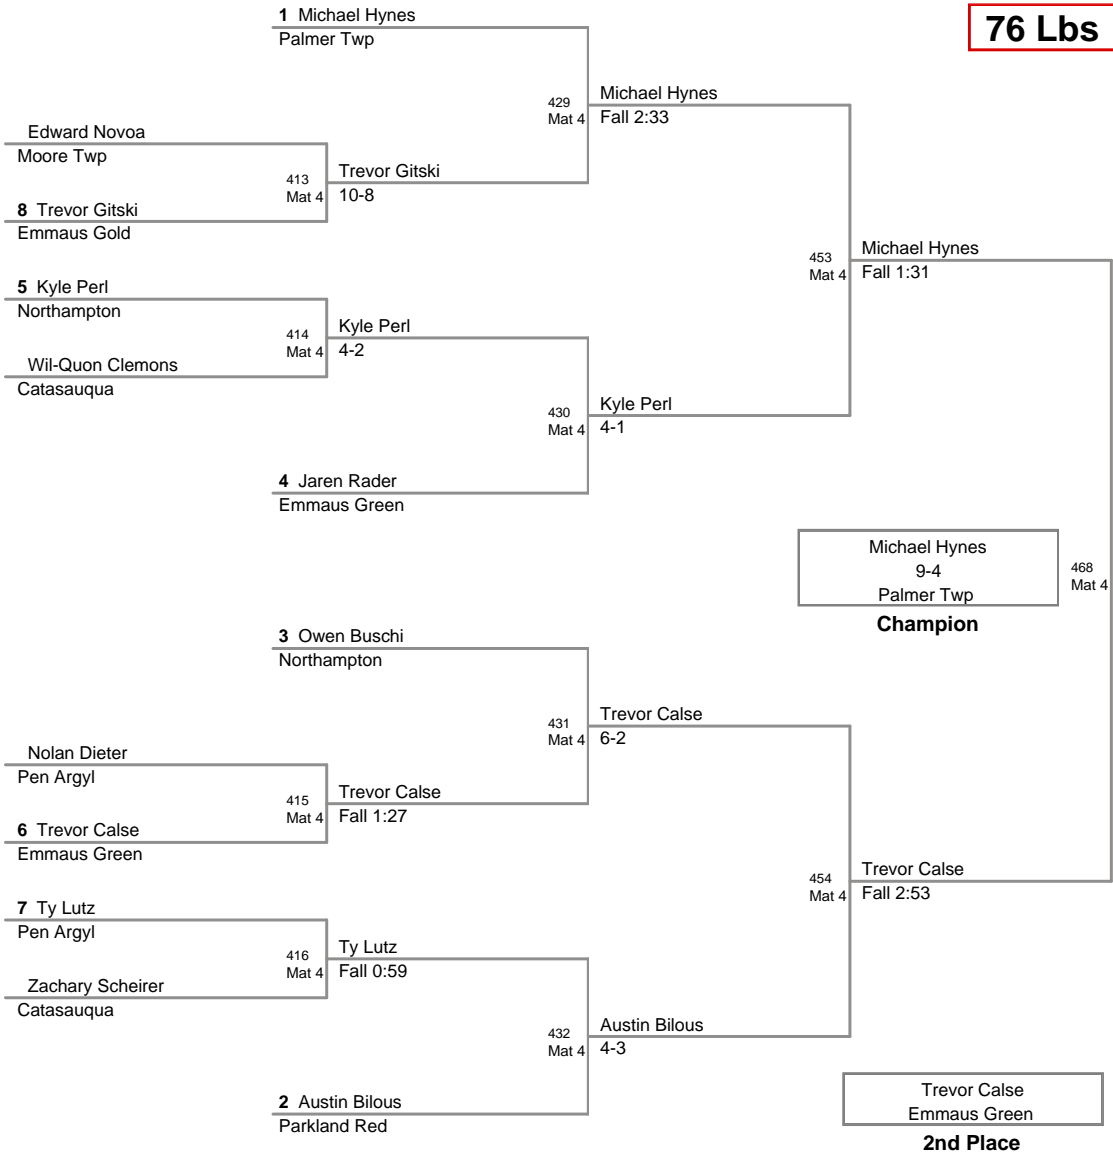 1 Michael Hynes
Palmer Twp
76 Lbs
429
Mat 4
Michael Hynes
Fall 2:33
Edward Novoa
Moore Twp
413
Mat 4
Trevor Gitski
10-8
8 Trevor Gitski
Emmaus Gold
453
Mat 4
Michael Hynes
Fall 1:31
5 Kyle Perl
Northampton
414
Mat 4
Kyle Perl
4-2
Wil-Quon Clemons
Catasauqua
430
Mat 4
Kyle Perl
4-1
4 Jaren Rader
Emmaus Green
Michael Hynes
9-4
Palmer Twp
Champion
468
Mat 4
3 Owen Buschi
Northampton
431
Mat 4
Trevor Calse
6-2
Nolan Dieter
Pen Argyl
415
Mat 4
Trevor Calse
Fall 1:27
6 Trevor Calse
Emmaus Green
454
Mat 4
Trevor Calse
Fall 2:53
7 Ty Lutz
Pen Argyl
416
Mat 4
Ty Lutz
Fall 0:59
Zachary Scheirer
Catasauqua
432
Mat 4
Austin Bilous
4-3
2 Austin Bilous
Parkland Red
Trevor Calse
Emmaus Green
2nd Place